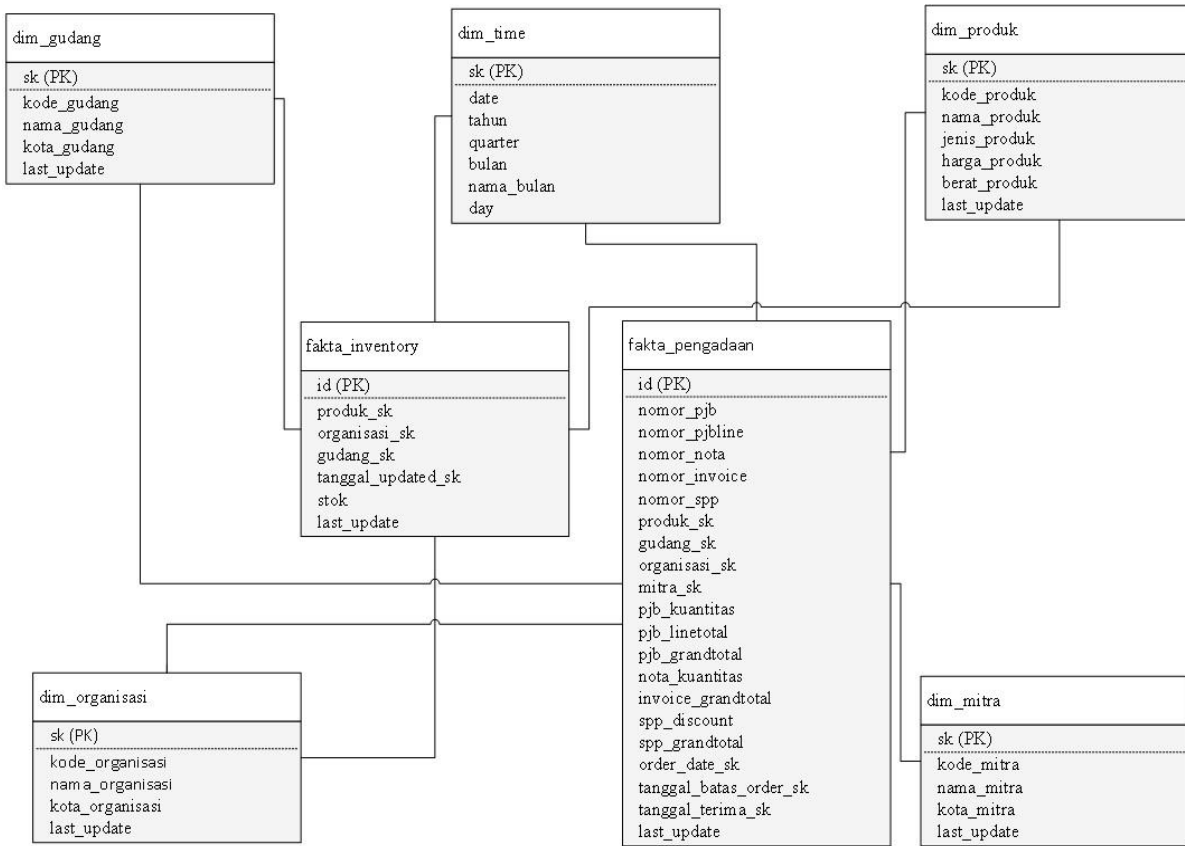 dim_gudang
sk (PK)
kode_gudang
nama_gudang
kota_gudang
last_update
dim_time
sk (PK)
date
tahun
quarter
bulan
nama_bulan
day
dim_produk
sk (PK)
kode_produk
nama_produk
jenis_produk
harga_produk
berat_produk
last_update
fakta_inventory
id (PK)
produk_sk
organisasi_sk
gudang_sk
tanggal_updated_sk
stok
last_update
fakta_pengadaan
id (PK)
nomor_pjb
nomor_pjbline
nomor_nota
nomor_invoice
nomor_spp
produk_sk
gudang_sk
organisasi_sk
mitra_sk
pjb_kuantitas
pjb_linetotal
pjb_grandtotal
nota_kuantitas
invoice_grandtotal
spp_discount
spp_grandtotal
order_date_sk
tanggal_batas_order_sk
tanggal_terima_sk
last_update
dim_organisasi
sk (PK)
kode_organisasi
nama_organisasi
kota_organisasi
last_update
dim_mitra
sk (PK)
kode_mitra
nama_mitra
kota_mitra
last_update